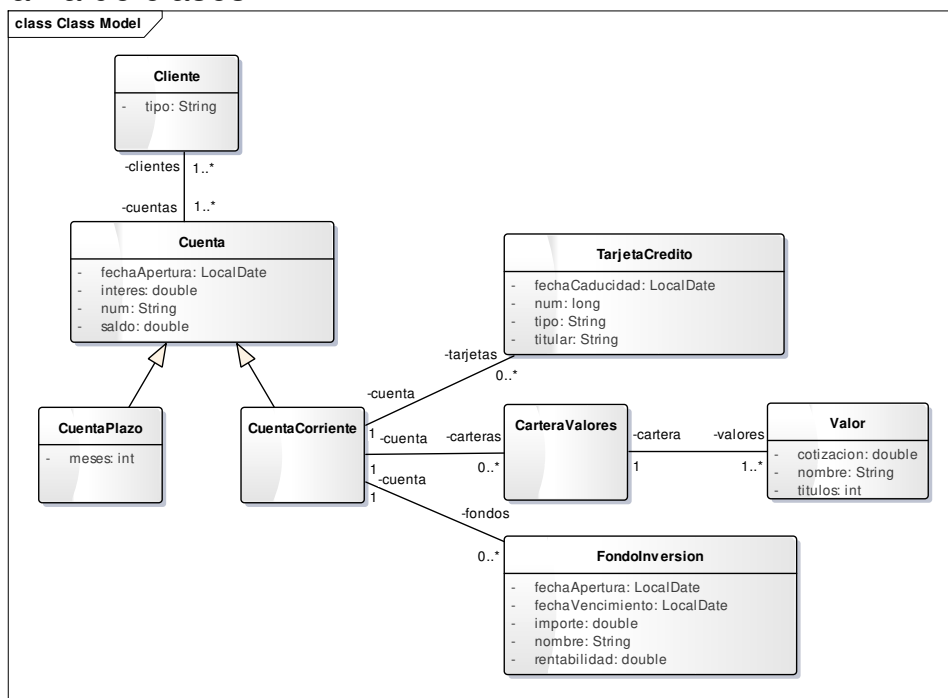 class Class Model
Cliente
- tipo: String
-clientes 1..*
-cuentas 1..*
Cuenta
- fechaApertura: LocalDate
- interes: double
- num: String
- saldo: double
TarjetaCredito
- fechaCaducidad: LocalDate
- num: long
- tipo: String
- titular: String
-tarjetas
0..*
-cuenta
1
CuentaPlazo
- meses: int
CuentaCorriente
-cuenta
1
-carteras
0..*
CarteraValores
-cartera
1
-valores
1..*
Valor
- cotizacion: double
- nombre: String
- titulos: int
-cuenta
1
-fondos
0..*
FondoInversion
- fechaApertura: LocalDate
- fechaVencimiento: LocalDate
- importe: double
- nombre: String
- rentabilidad: double